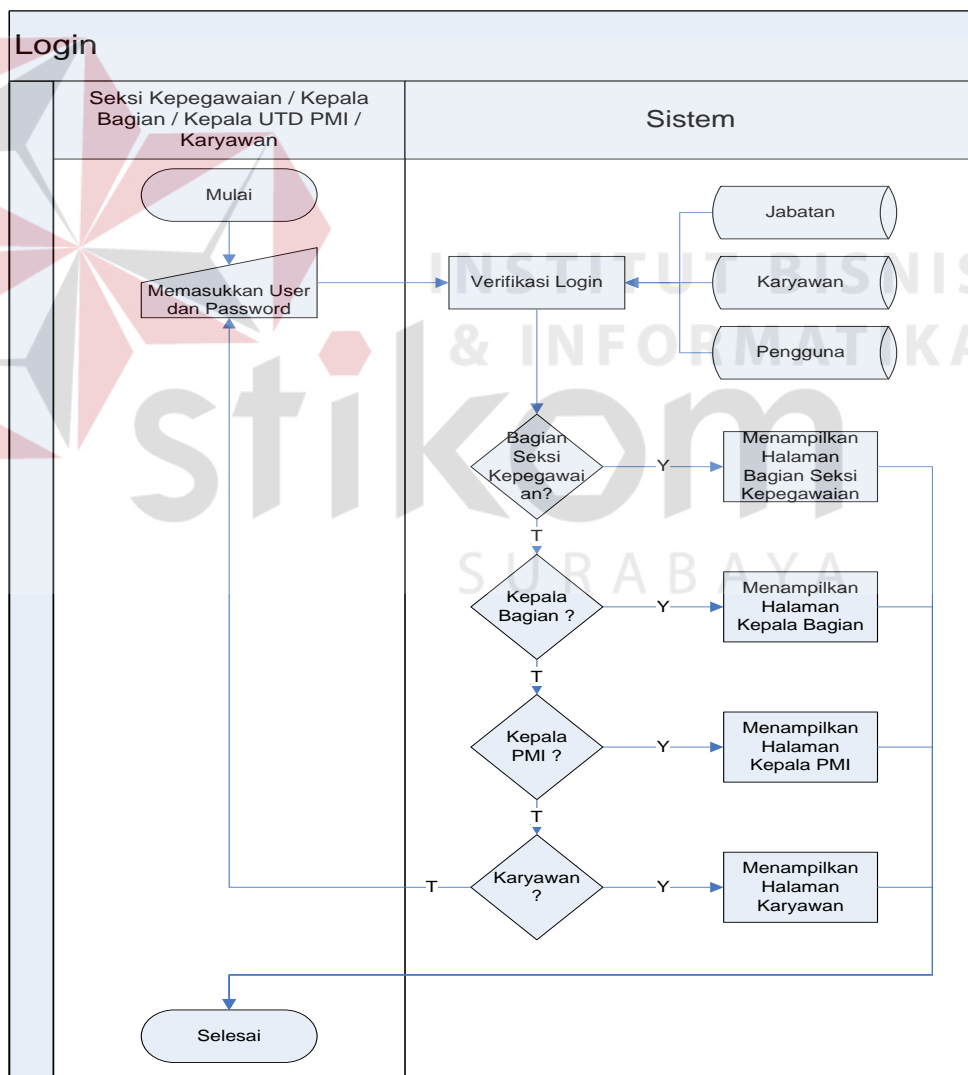 Login
Seksi Kepegawaian / Kepala
Bagian / Kepala UTD PMI /
Karyawan
Sistem
Mulai
Jabatan
Memasukkan User
dan Password
Verifikasi Login
Karyawan
Pengguna
INSTITUT BISNIS
& INFORMATIKA
stikom
SURABAYA
Bagian
Seksi
Kepegawai
an?
Y
Menampilkan
Halaman
Bagian Seksi
Kepegawaian
T
Kepala
Bagian ?
Y
Menampilkan
Halaman
Kepala Bagian
T
Kepala
PMI ?
Y
Menampilkan
Halaman
Kepala PMI
T
Karyawan
?
T
Y
Menampilkan
Halaman
Karyawan
Selesai